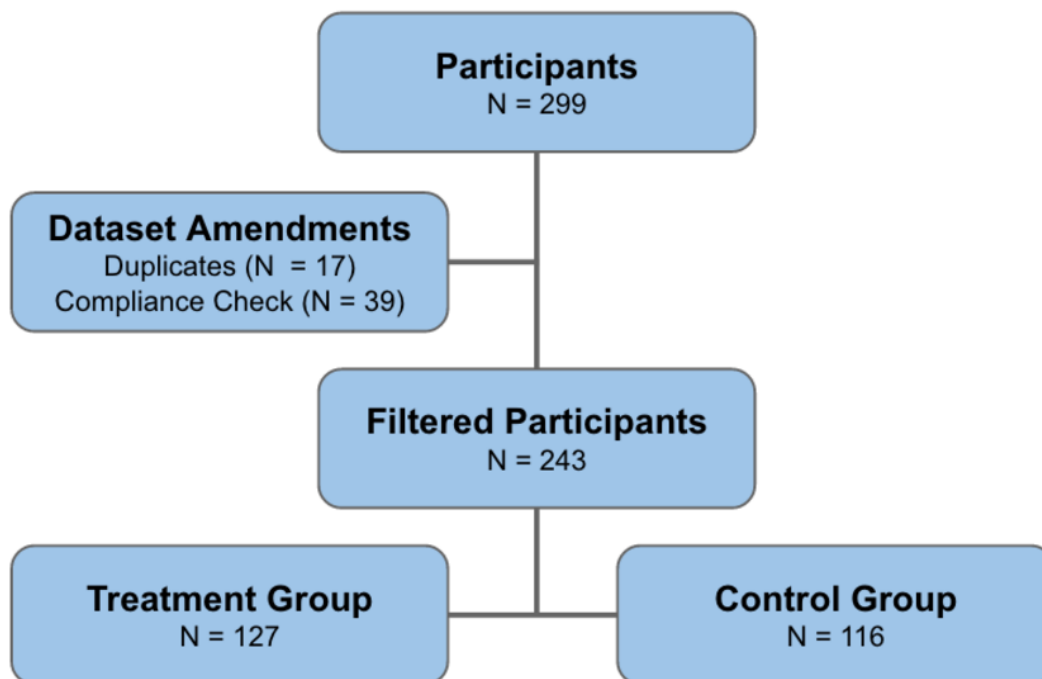 Participants
N = 299
Dataset Amendments
Duplicates (N  = 17)
Compliance Check (N = 39)
Filtered Participants
N = 243
Treatment Group
N = 127
Control Group
N = 116